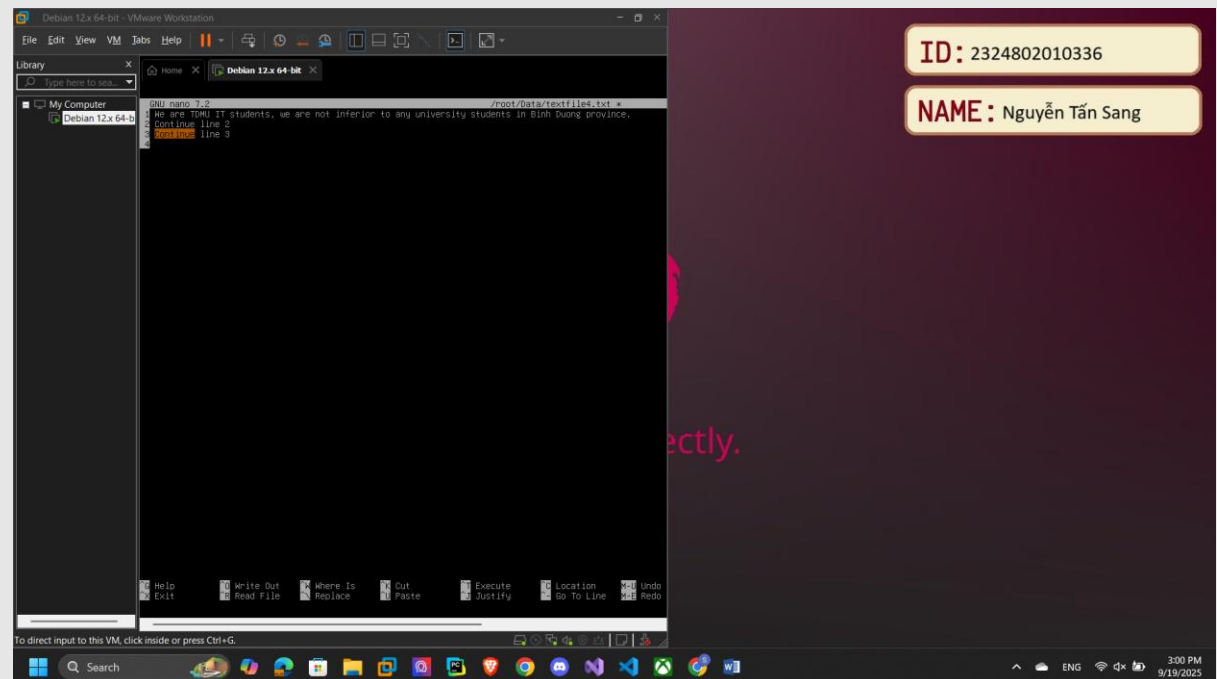 Debian 12.x 64-bit - VMware Workstation
File Edit View VM Tabs Help
Library
Type here to sea...
My Computer
Debian 12.x 64-b
Home
Debian 12.x 64-bit
GNU nano 7.2 /root/Data/textfile4.txt *
1 We are TDMU IT students, we are not inferior to any university students in Binh Duong province.
2 Continue line 2
3 Continue line 3
4
^G Help ^O Write Out ^W Where Is ^K Cut ^T Execute ^C Location M-U Undo
^X Exit ^R Read File ^\ Replace ^U Paste ^J Justify ^_ Go To Line M-E Redo
To direct input to this VM, click inside or press Ctrl+G.
ID: 2324802010336
NAME: Nguyễn Tấn Sang
ectly.
Search
ENG
3:00 PM
9/19/2025